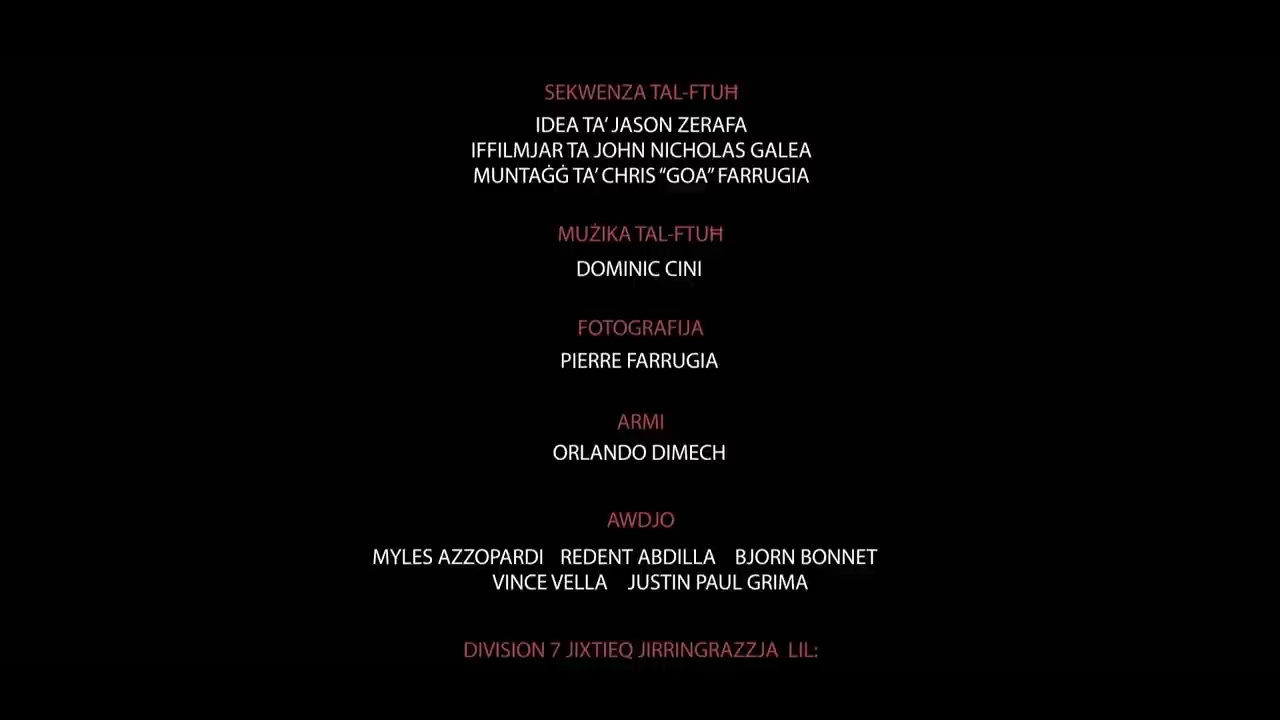 SEKWENZA TAL-FTUĦ
IDEA TA' JASON ZERAFA
IFFILMJAR TA JOHN NICHOLAS GALEA
MUNTAĠĠ TA' CHRIS “GOA” FARRUGIA
MUŻIKA TAL-FTUĦ
DOMINIC CINI
FOTOGRAFIJA
PIERRE FARRUGIA
ARMI
ORLANDO DIMECH
AWDJO
MYLES AZZOPARDI REDENT ABDILLA BJORN BONNET
VINCE VELLA JUSTIN PAUL GRIMA
DIVISION 7 JIXTIEQ JIRRINGRAZZJA LIL: